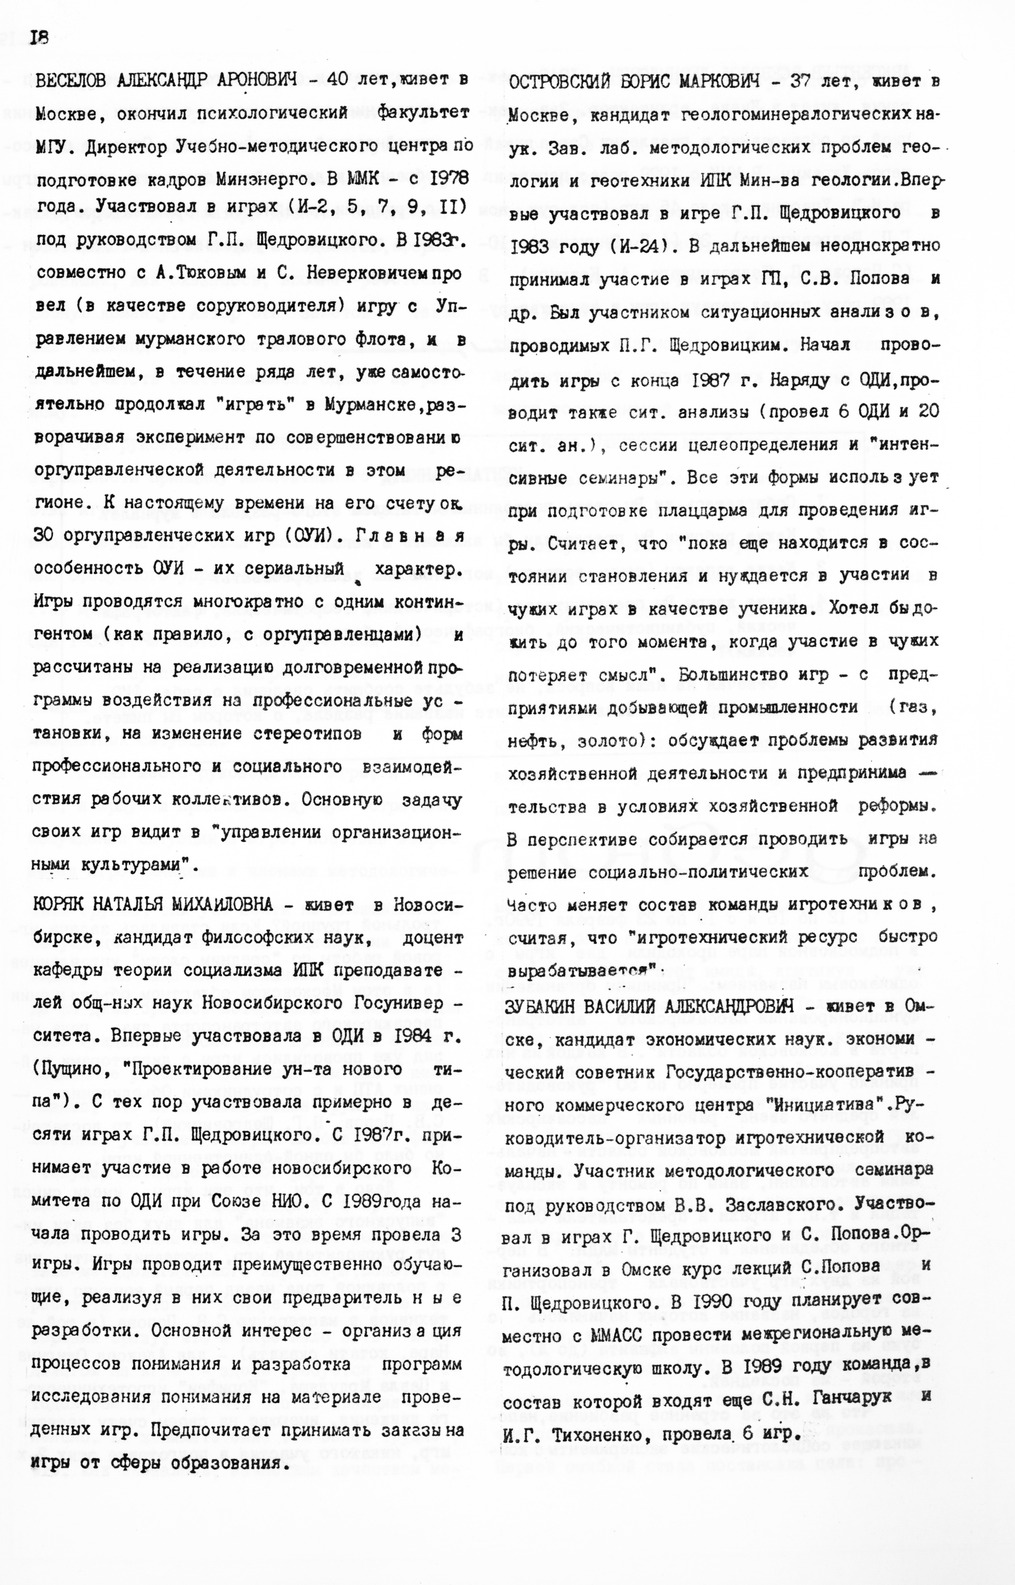 18
ВЕСЕЛОВ АЛЕКСАНДР АРОНОВИЧ - 40 лет,живет в
Москве, окончил психологический факультет
МГУ. Директор Учебно-методического центра по
подготовке кадров Минэнерго. В ММК - с 1978
года. Участвовал в играх (И-2, 5, 7, 9, II)
под руководством Г.П. Щедровицкого. В 1983г.
совместно с А.Тюковым и С. Неверковичем про
вел (в качестве соруководителя) игру с Уп-
равлением мурманского тралового флота, и в
дальнейшем, в течение ряда лет, уже самосто-
ятельно продолжал "играть" в Мурманске,раз-
ворачивая эксперимент по совершенствованию
оргуправленческой деятельности в этом ре-
гионе. К настоящему времени на его счету ок.
30 оргуправленческих игр (ОУИ). Г л а в н а я
особенность ОУИ - их сериальный характер.
Игры проводятся многократно с одним контин-
гентом (как правило, с оргуправленцами) и
рассчитаны на реализацию долговременной про-
граммы воздействия на профессиональные ус -
тановки, на изменение стереотипов и форм
профессионального и социального взаимодей-
ствия рабочих коллективов. Основную задачу
своих игр видит в "управлении организацион-
ными культурами".
КОРЯК НАТАЛЬЯ МИХАИЛОВНА - живет в Новоси-
бирске, кандидат философских наук, доцент
кафедры теории социализма ИПК преподавате -
лей общ-ных наук Новосибирского Госунивер -
ситета. Впервые участвовала в ОДИ в 1984 г.
(Пущино, "Проектирование ун-та нового ти-
па"). С тех пор участвовала примерно в де-
сяти играх Г.П. Щедровицкого. С 1987г. при-
нимает участие в работе новосибирского Ко-
митета по ОДИ при Союзе НИО. С 1989года на-
чала проводить игры. За это время провела 3
игры. Игры проводит преимущественно обучаю-
щие, реализуя в них свои предваритель н ы е
разработки. Основной интерес - организация
процессов понимания и разработка программ
исследования понимания на материале прове-
денных игр. Предпочитает принимать заказы на
игры от сферы образования.
ОСТРОВСКИЙ БОРИС МАРКОВИЧ - 37 лет, живет в
Москве, кандидат геологоминералогических на-
ук. Зав. лаб. методологических проблем гео-
логии и геотехники ИПК Мин-ва геологии.Впер-
вые участвовал в игре Г.П. Щедровицкого в
1983 году (И-24). В дальнейшем неоднократно
принимал участие в играх ГП, С.В. Попова и
др. Был участником ситуационных анализ о в,
проводимых П.Г. Щедровицким. Начал прово-
дить игры с конца 1987 г. Наряду с ОДИ,про-
водит также сит. анализы (провел 6 ОДИ и 20
сит. ан.), сессии целеопределения и "интен-
сивные семинары". Все эти формы использует
при подготовке плацдарма для проведения иг-
ры. Считает, что "пока еще находится в сос-
тоянии становления и нуждается в участии в
чужих играх в качестве ученика. Хотел бы до-
жить до того момента, когда участие в чужих
потеряет смысл". Большинство игр - с пред-
приятиями добывающей промышленности (газ,
нефть, золото): обсуждает проблемы развития
хозяйственной деятельности и предпринима -
тельства в условиях хозяйственной реформы.
В перспективе собирается проводить игры на
решение социально-политических проблем.
Часто меняет состав команды игротехни к о в ,
считая, что "игротехнический ресурс быстро
вырабатывается".
ЗУБАКИН ВАСИЛИЙ АЛЕКСАНДРОВИЧ - живет в Ом-
ске, кандидат экономических наук. экономи -
ческий советник Государственно-кооператив -
ного коммерческого центра "Инициатива".Ру-
ководитель-организатор игротехнической ко-
манды. Участник методологического семинара
под руководством В.В. Заславского. Участво-
вал в играх Г. Щедровицкого и С. Попова.Ор-
ганизовал в Омске курс лекций С.Попова и
П. Щедровицкого. В 1990 году планирует сов-
местно с ММАСС провести межрегиональную ме-
тодологическую школу. В 1989 году команда,в
состав которой входят еще С.Н. Ганчарук и
И.Г. Тихоненко, провела 6 игр.